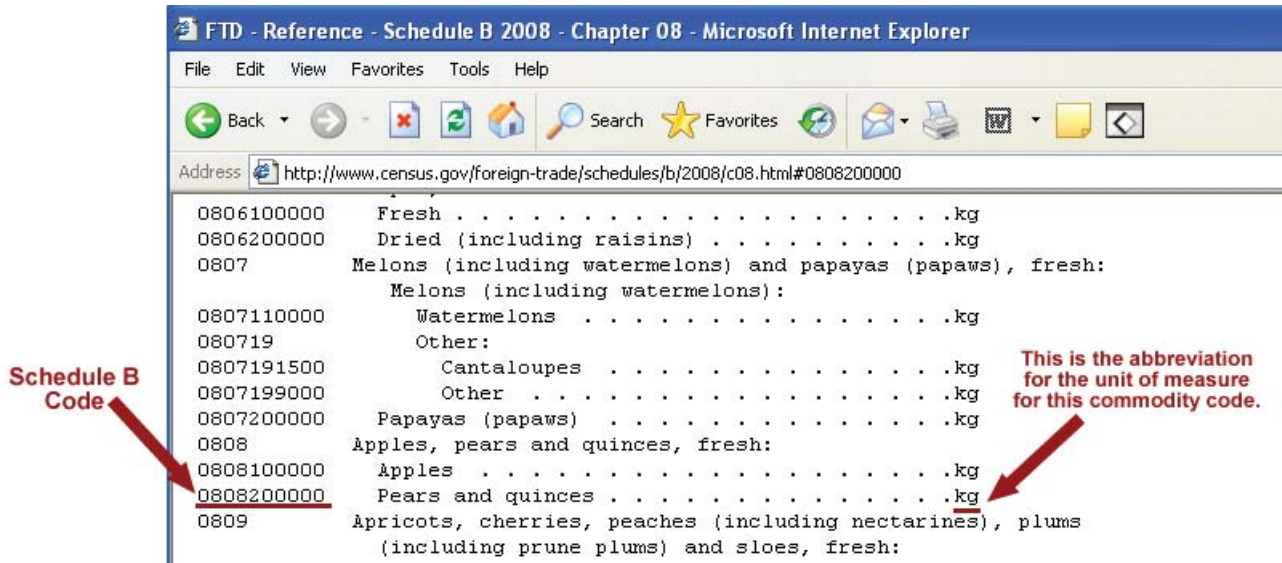 FTD - Reference - Schedule B 2008 - Chapter 08 - Microsoft Internet Explorer
File Edit View Favorites Tools Help
Back Search Favorites
Address http://www.census.gov/foreign-trade/schedules/b/2008/c08.html#0808200000
0806100000 Fresh . . . . . . . . . . . . . . . . . . . .kg
0806200000 Dried (including raisins) . . . . . . . . . .kg
0807 Melons (including watermelons) and papayas (papaws), fresh:
Melons (including watermelons):
0807110000 Watermelons . . . . . . . . . . . . . . .kg
080719 Other:
0807191500 Cantaloupes . . . . . . . . . . . . . .kg
0807199000 Other . . . . . . . . . . . . . . . . .kg
0807200000 Papayas (papaws) . . . . . . . . . . . . . .kg
0808 Apples, pears and quinces, fresh:
0808100000 Apples . . . . . . . . . . . . . . . . . . .kg
0808200000 Pears and quinces . . . . . . . . . . . . . .kg
0809 Apricots, cherries, peaches (including nectarines), plums
(including prune plums) and sloes, fresh:
Schedule B
Code
This is the abbreviation
for the unit of measure
for this commodity code.